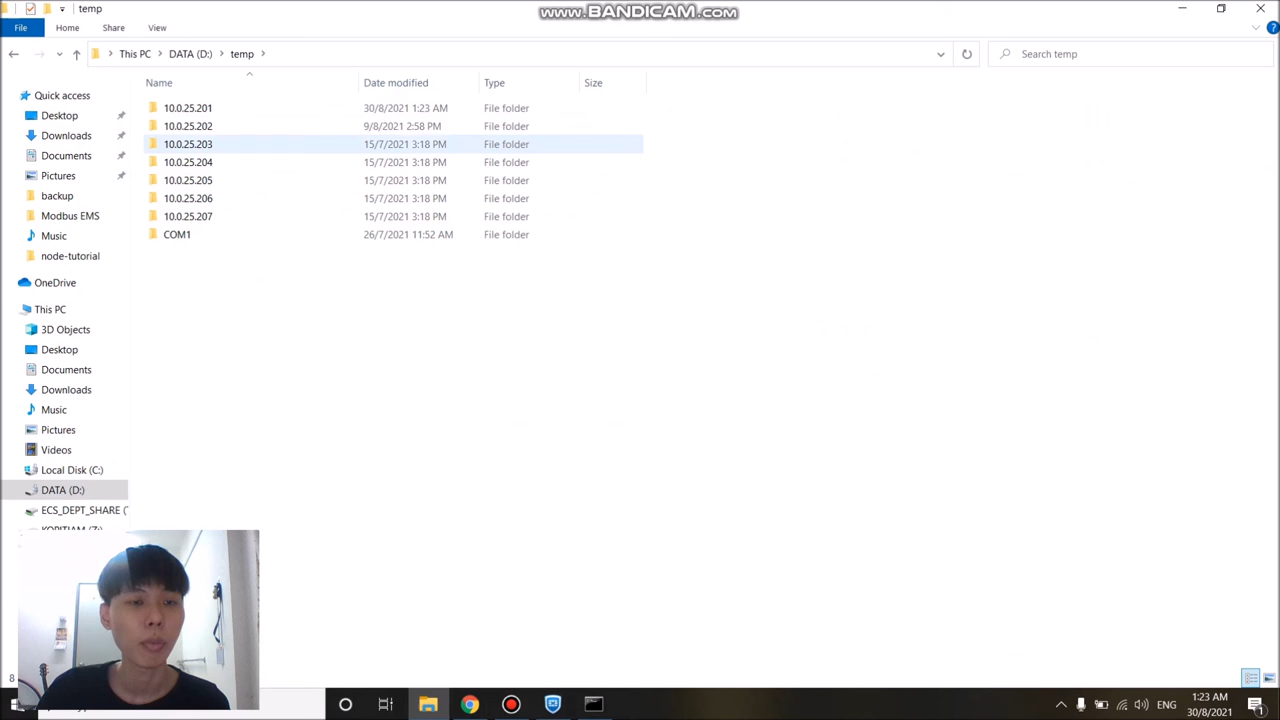 temp
www.BANDICAM.com
File
Home
Share
View
This PC
DATA (D:)
temp
Search temp
Name
Date modified
Type
Size
10.0.25.201 30/8/2021 1:23 AM File folder
10.0.25.202 9/8/2021 2:58 PM File folder
10.0.25.203 15/7/2021 3:18 PM File folder
10.0.25.204 15/7/2021 3:18 PM File folder
10.0.25.205 15/7/2021 3:18 PM File folder
10.0.25.206 15/7/2021 3:18 PM File folder
10.0.25.207 15/7/2021 3:18 PM File folder
COM1 26/7/2021 11:52 AM File folder
Quick access
Desktop
Downloads
Documents
Pictures
backup
Modbus EMS
Music
node-tutorial
OneDrive
This PC
3D Objects
Desktop
Documents
Downloads
Music
Pictures
Videos
Local Disk (C:)
DATA (D:)
ECS_DEPT_SHARE (
8
ENG
1:23 AM
30/8/2021
1